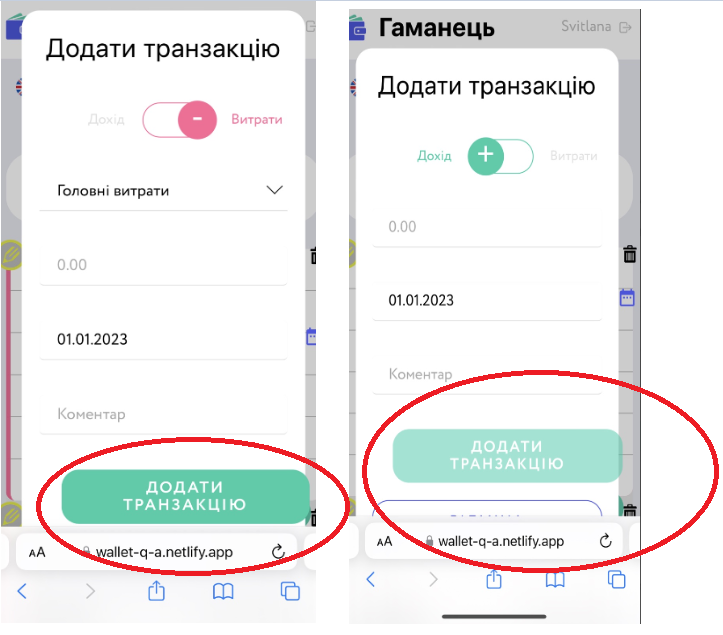 Додати транзакцію
Дохід
-
Витрати
Головні витрати
0.00
01.01.2023
Коментар
ДОДАТИ
ТРАНЗАКЦІЮ
AA
wallet-q-a.netlify.app
Гаманець
Svitlana
Додати транзакцію
Дохід
+
Витрати
0.00
01.01.2023
Коментар
ДОДАТИ
ТРАНЗАКЦІЮ
AA
wallet-q-a.netlify.app